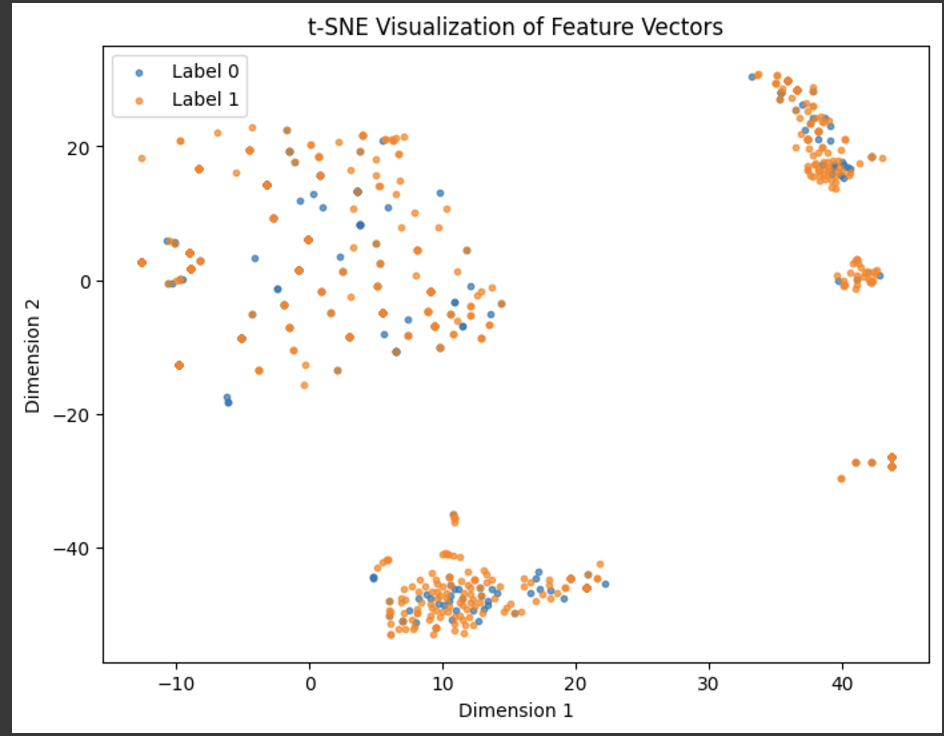 t-SNE Visualization of Feature Vectors
Label 0
Label 1
Dimension 2
20
0
−20
−40
−10
0
10
20
30
40
Dimension 1